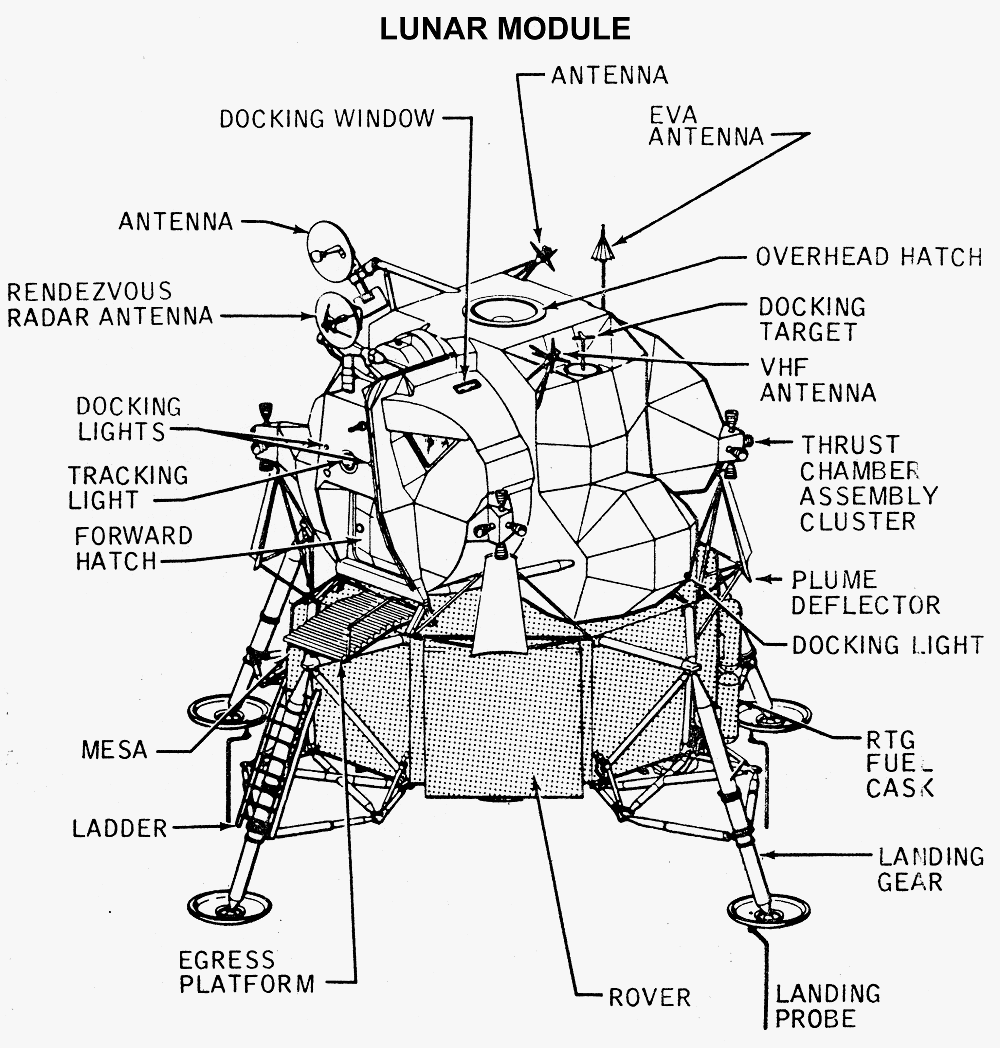 LUNAR MODULE
ANTENNA
DOCKING WINDOW
EVA
ANTENNA
ANTENNA
OVERHEAD HATCH
RENDEZVOUS
RADAR ANTENNA
DOCKING
TARGET
VHF
ANTENNA
DOCKING
LIGHTS
THRUST
CHAMBER
ASSEMBLY
CLUSTER
TRACKING
LIGHT
FORWARD
HATCH
PLUME
DEFLECTOR
DOCKING LIGHT
MESA
RTG
FUEL
CASK
LADDER
LANDING
GEAR
EGRESS
PLATFORM
ROVER
LANDING
PROBE